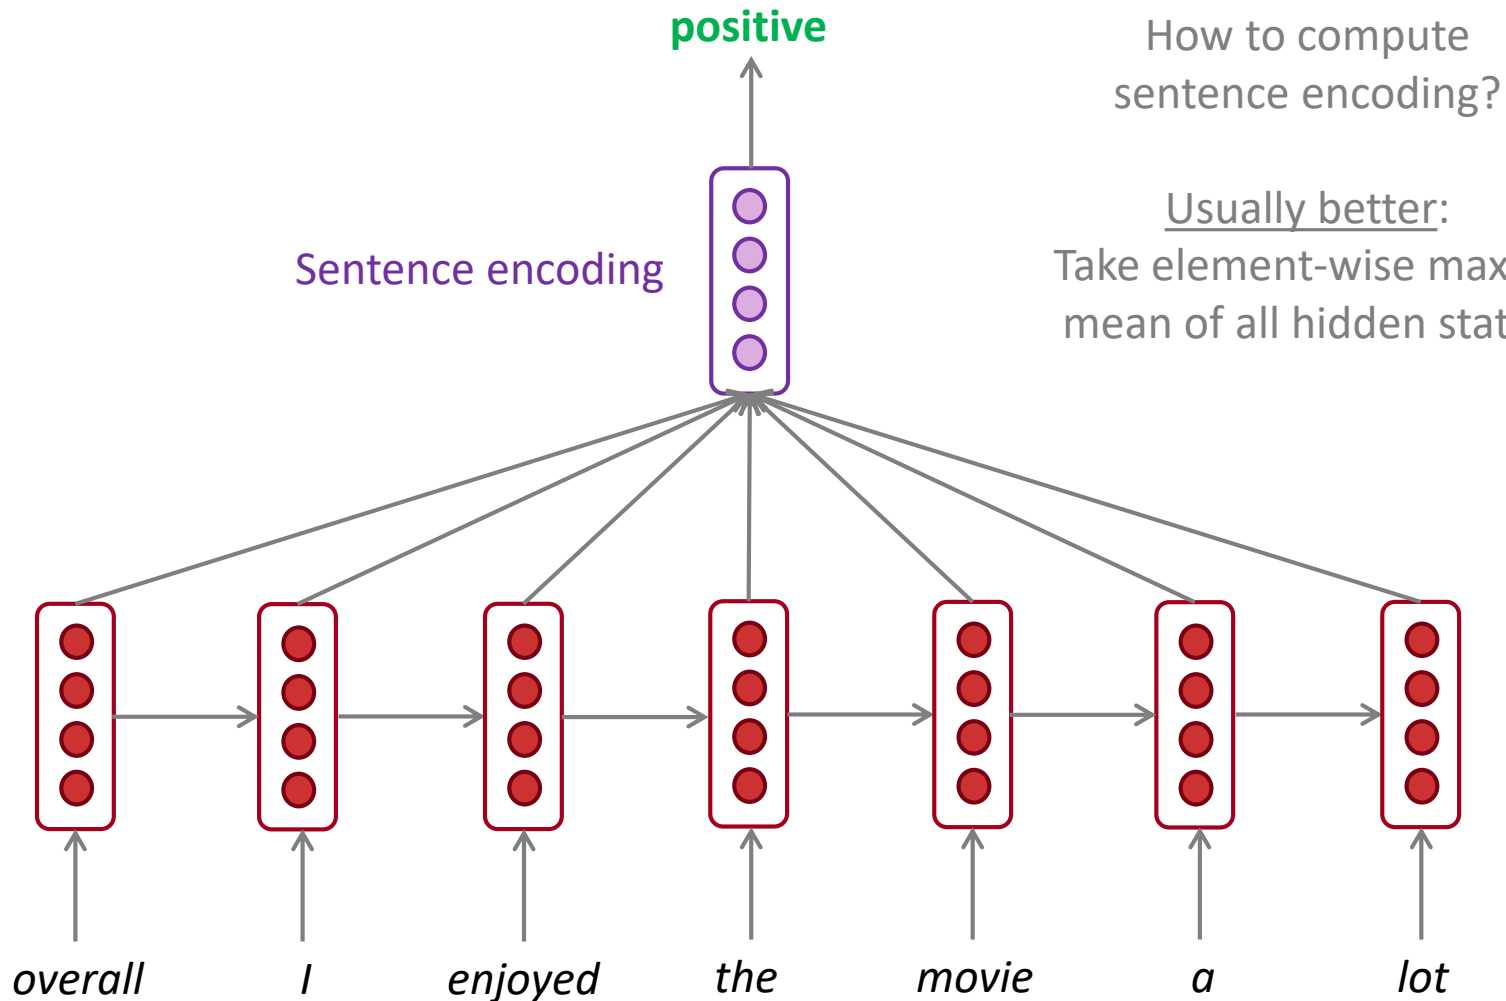 positive
How to compute
sentence encoding?
Usually better:
Take element-wise max
mean of all hidden stat
Sentence encoding
overall I enjoyed the movie a lot